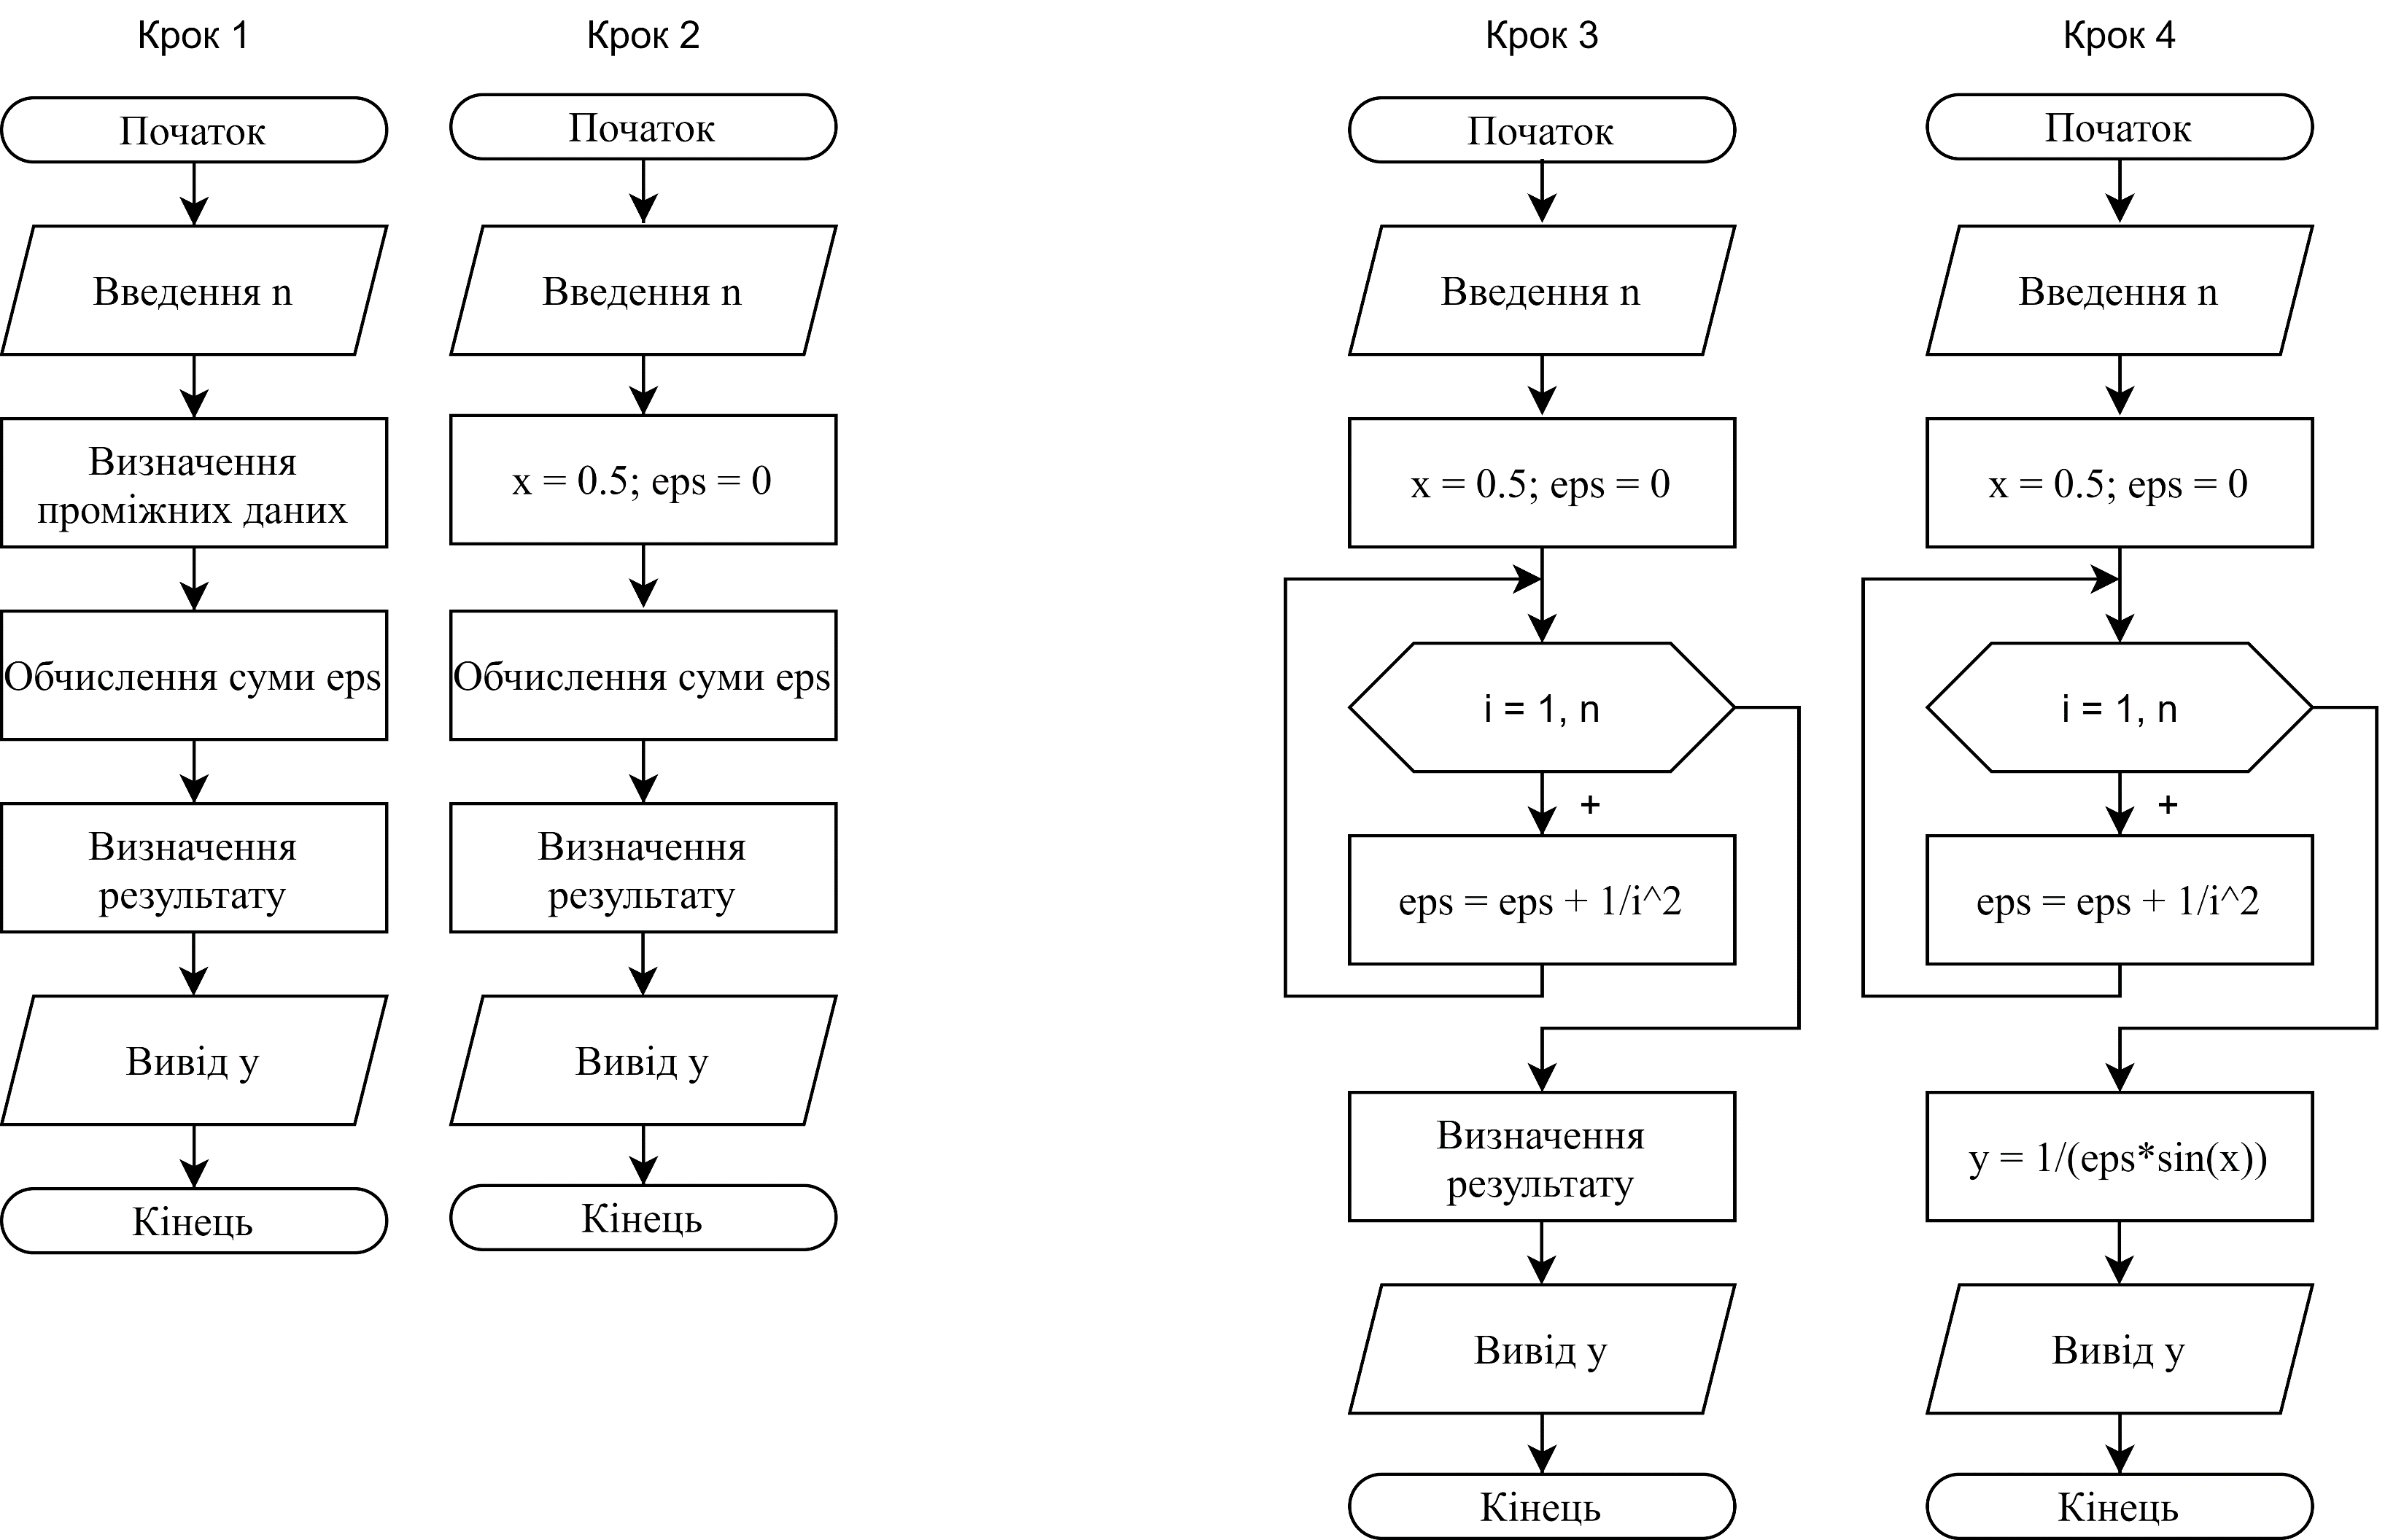 Крок 1
Початок
Введення n
Визначення
проміжних даних
Обчислення суми eps
Визначення
результату
Вивід y
Кінець
Крок 2
Початок
Введення n
x = 0.5; eps = 0
Обчислення суми eps
Визначення
результату
Вивід y
Кінець
Крок 3
Початок
Введення n
x = 0.5; eps = 0
i = 1, n
+
eps = eps + 1/i^2
Визначення
результату
Вивід y
Кінець
Крок 4
Початок
Введення n
x = 0.5; eps = 0
i = 1, n
+
eps = eps + 1/i^2
y = 1/(eps*sin(x))
Вивід y
Кінець